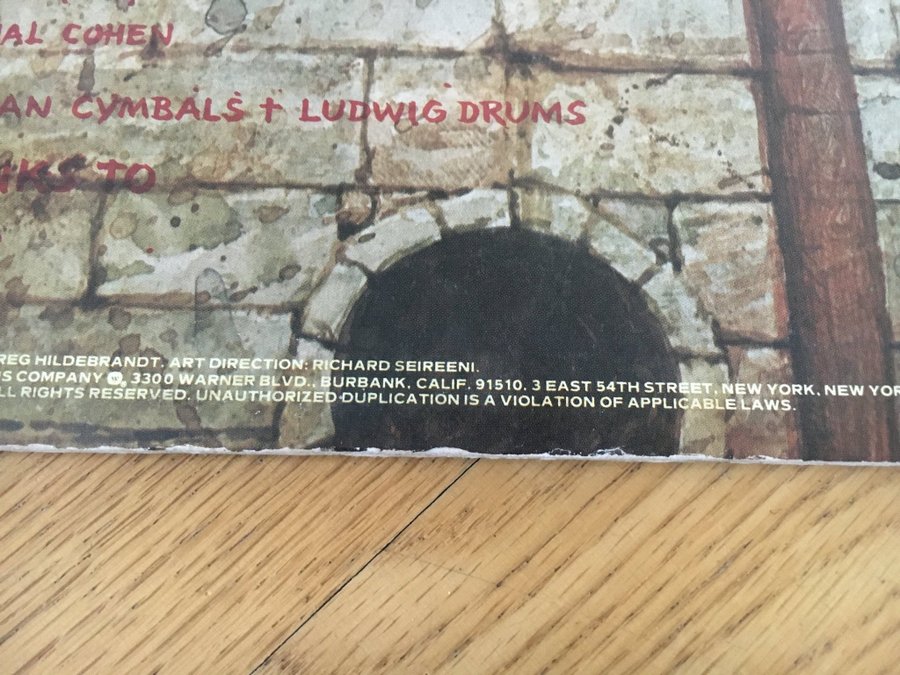 AL COHEN
AN CYMBALS + LUDWIG DRUMS
TO
REG HILDEBRANDT. ART DIRECTION: RICHARD SEIREENI.
S COMPANY 3300 WARNER BLVD., BURBANK, CALIF. 91510. 3 EAST 54TH STREET, NEW YORK, NEW YOR
LL RIGHTS RESERVED. UNAUTHORIZED DUPLICATION IS A VIOLATION OF APPLICABLE LAWS.